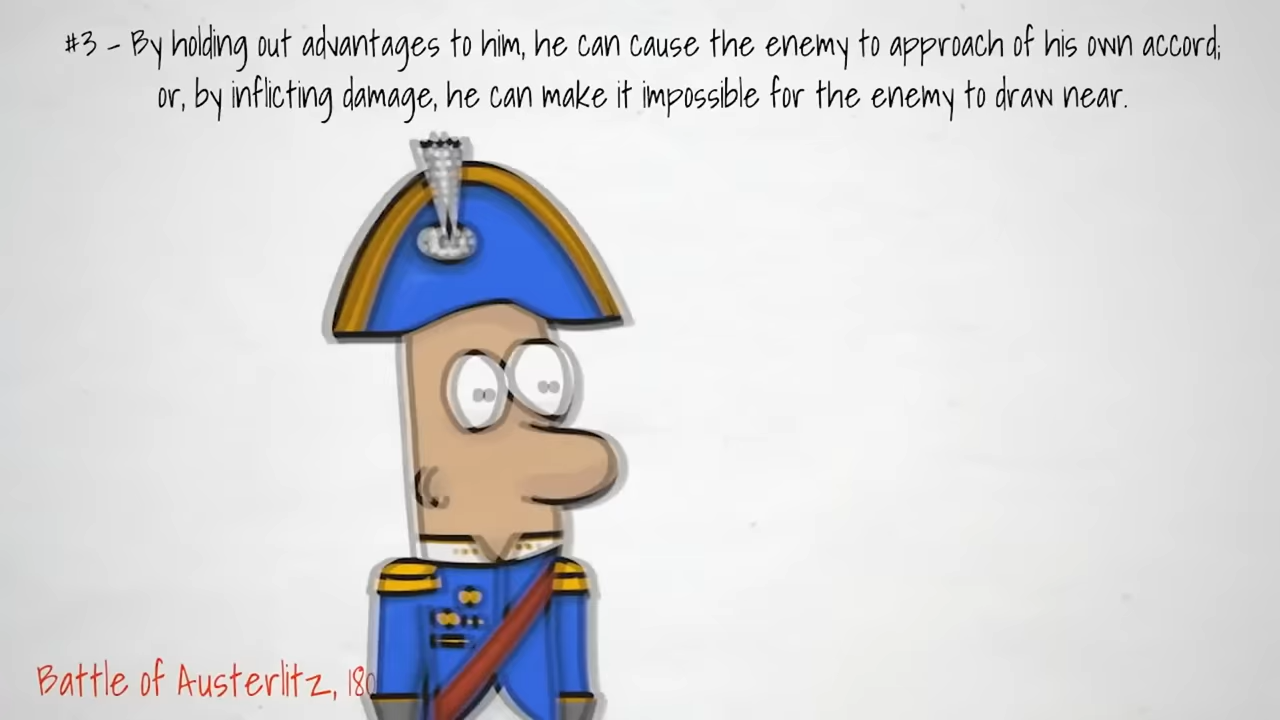 #3 - By holding out advantages to him, he can cause the enemy to approach of his own accord;
or, by inflicting damage, he can make it impossible for the enemy to draw near.
Battle of Austerlitz, 180